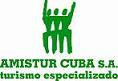 AMISTUR CUBA S.A.
turismo especializado